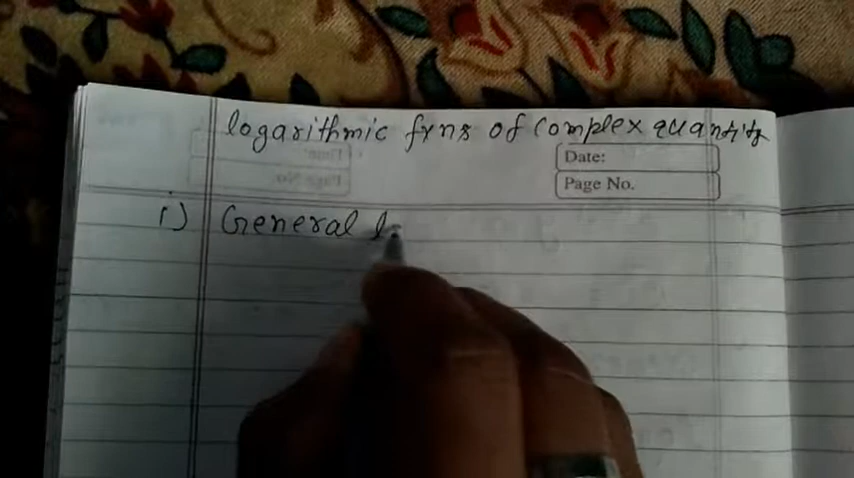 logarithmic fxns of Complex quantity
Date:
Page No.
i) General l